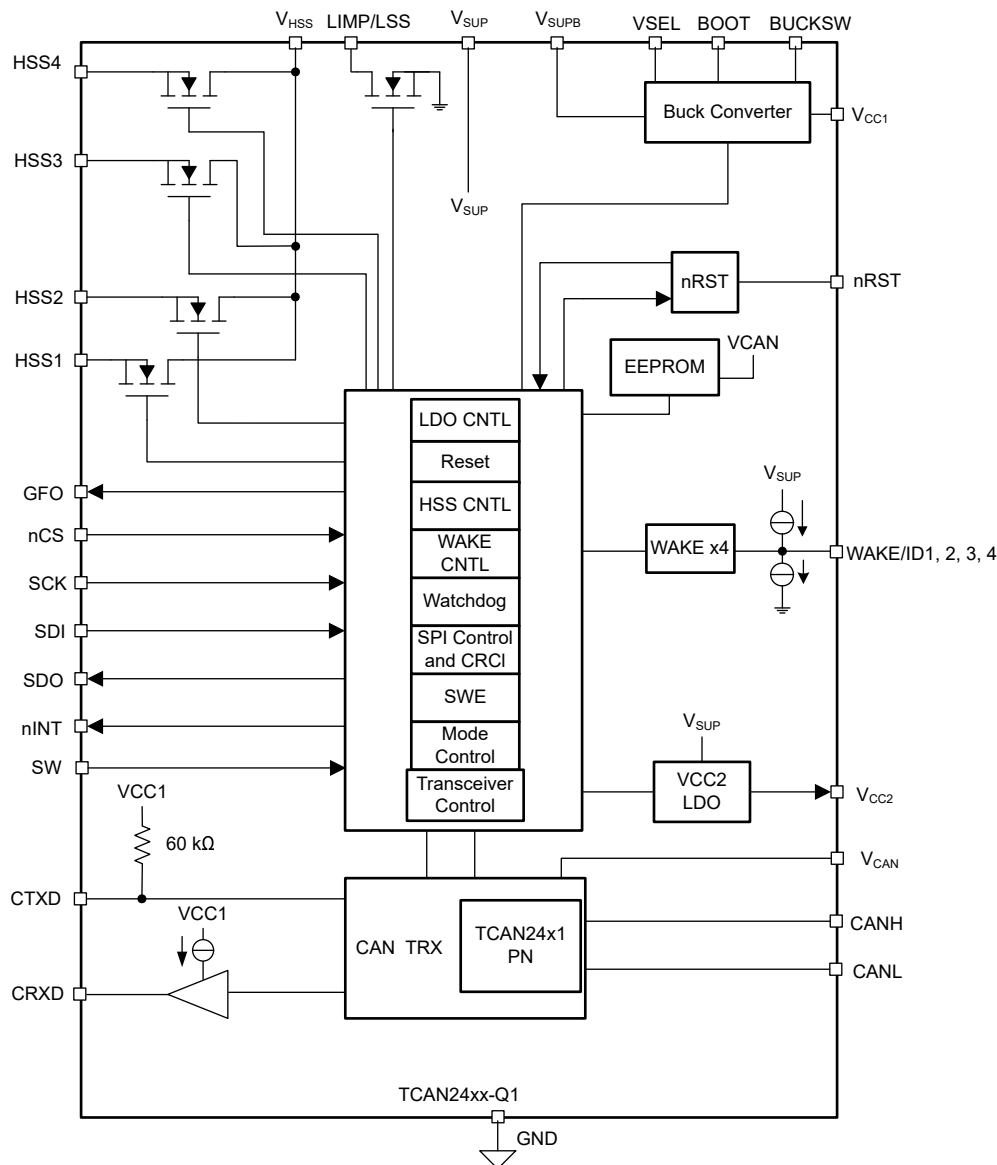 VHSS
LIMP/LSS
VSUP
VSUPB
VSEL
BOOT
BUCKSW
HSS4
Buck Converter
VCC1
HSS3
VSUP
HSS2
nRST
nRST
HSS1
EEPROM
VCAN
LDO CNTL
Reset
HSS CNTL
WAKE
CNTL
Watchdog
SPI Control
and CRCI
SWE
Mode
Control
Transceiver
Control
GFO
nCS
SCK
SDI
SDO
nINT
SW
VSUP
WAKE x4
WAKE/ID1, 2, 3, 4
VSUP
VCC2
LDO
VCC2
VCC1
60 kΩ
CTXD
VCC1
CRXD
CAN TRX
TCAN24x1
PN
VCAN
CANH
CANL
TCAN24xx-Q1
GND